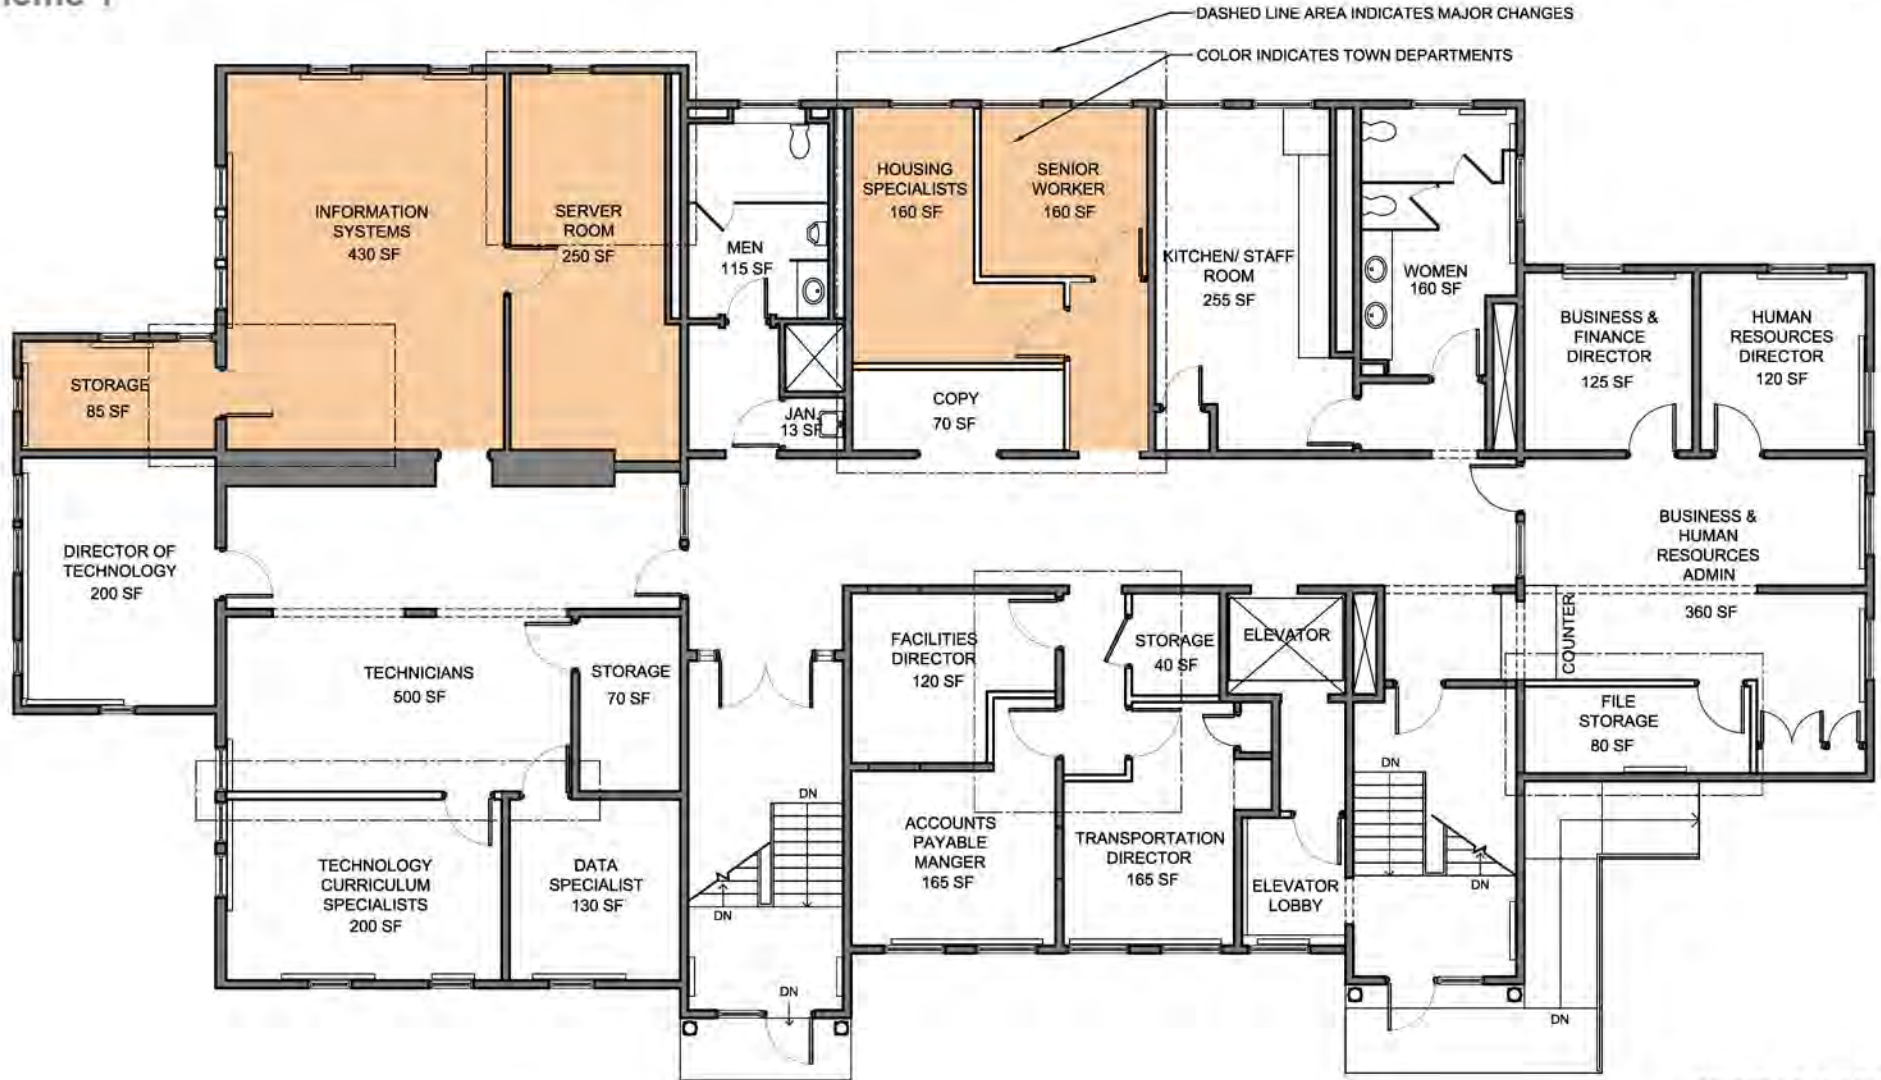 DASHED LINE AREA INDICATES MAJOR CHANGES
COLOR INDICATES TOWN DEPARTMENTS
INFORMATION
SYSTEMS
430 SF
SERVER
ROOM
250 SF
MEN
115 SF
HOUSING
SPECIALISTS
160 SF
SENIOR
WORKER
160 SF
KITCHEN/ STAFF
ROOM
255 SF
WOMEN
160 SF
BUSINESS &
FINANCE
DIRECTOR
125 SF
HUMAN
RESOURCES
DIRECTOR
120 SF
STORAGE
85 SF
JAN.
13 SF
COPY
70 SF
DIRECTOR OF
TECHNOLOGY
200 SF
BUSINESS &
HUMAN
RESOURCES
ADMIN
360 SF
COUNTER
TECHNICIANS
500 SF
STORAGE
70 SF
FACILITIES
DIRECTOR
120 SF
STORAGE
40 SF
ELEVATOR
FILE
STORAGE
80 SF
DN
DN
TECHNOLOGY
CURRICULUM
SPECIALISTS
200 SF
DATA
SPECIALIST
130 SF
DN
ACCOUNTS
PAYABLE
MANGER
165 SF
TRANSPORTATION
DIRECTOR
165 SF
ELEVATOR
LOBBY
DN
DN
DN